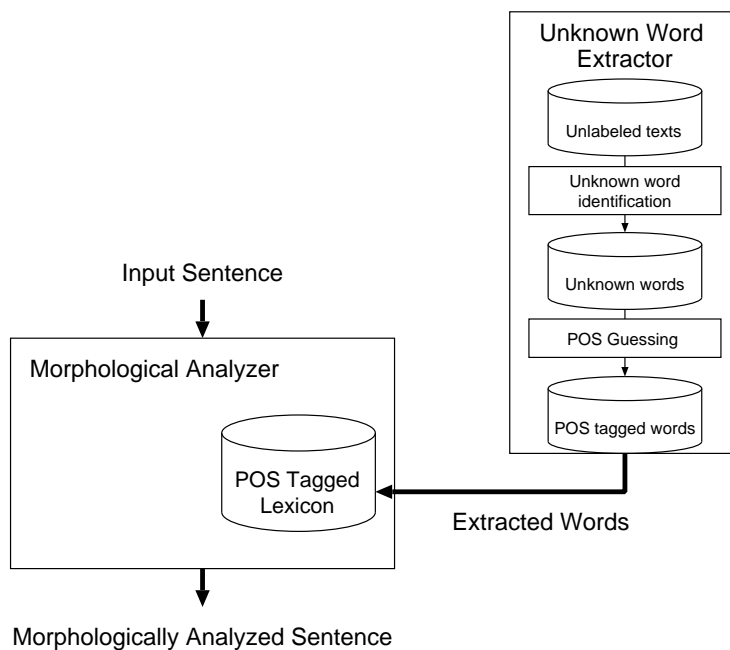 Unknown Word
Extractor
Unlabeled texts
Unknown word
identification
Unknown words
POS Guessing
POS tagged words
Input Sentence
Morphological Analyzer
POS Tagged
Lexicon
Extracted Words
Morphologically Analyzed Sentence